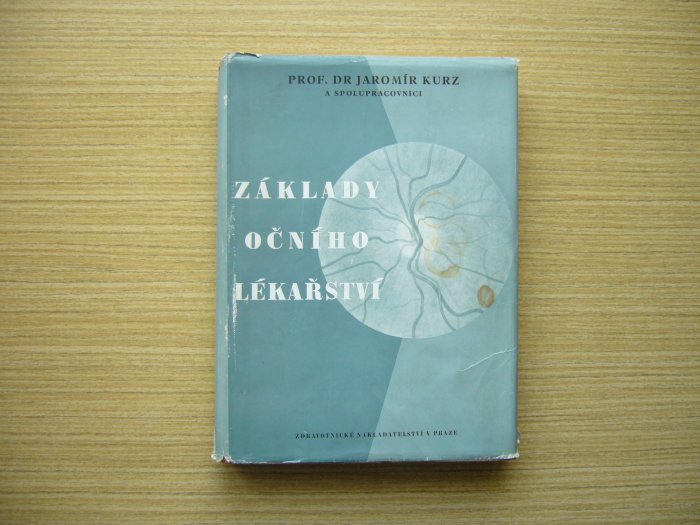 PROF. DR JAROMÍR KURZ
A SPOLUPRACOVNÍCI
ZÁKLADY
OČNÍHO
LÉKAŘSTVÍ
ZDRAVOTNICKÉ NAKLADATELSTVÍ V PRAZE